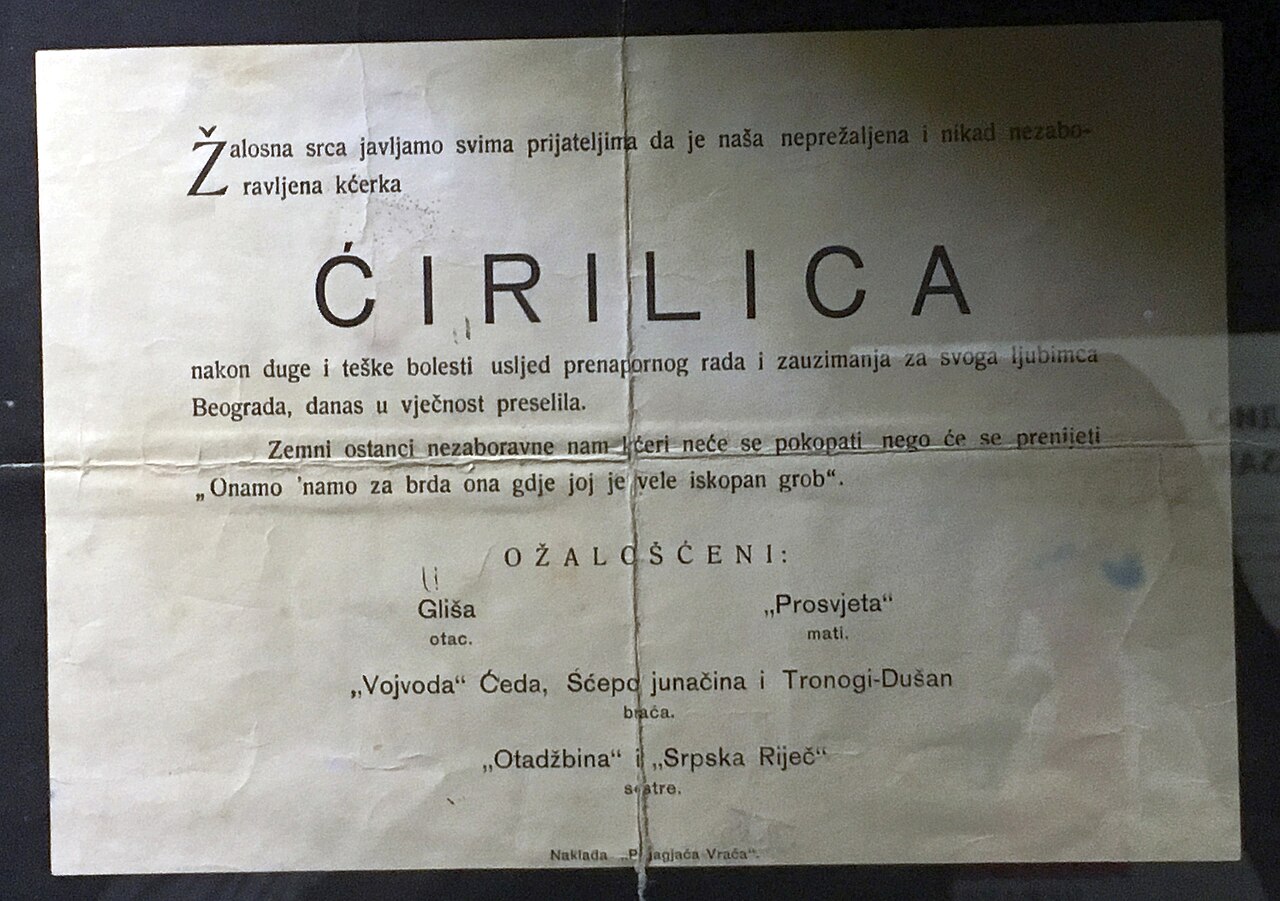 Žalosna srca javljamo svima prijateljima da je naša neprežaljena i nikad nezabo-
ravljena kćerka
ĆIRILICA
nakon duge i teške bolesti usljed prenapornog rada i zauzimanja za svoga ljubimca
Beograda, danas u vječnost preselila.
Zemni ostanci nezaboravne nam kćeri neće se pokopati nego će se prenijeti
„Onamo 'namo za brda ona gdje joj je vele iskopan grob“.
OŽALOŠĆENI:
Gliša
otac.
„Prosvjeta“
mati.
„Vojvoda“ Ćeda, Šćepo junačina i Tronogi-Dušan
braća.
„Otadžbina“ i „Srpska Riječ“
sestre.
Naklada Vrača“.